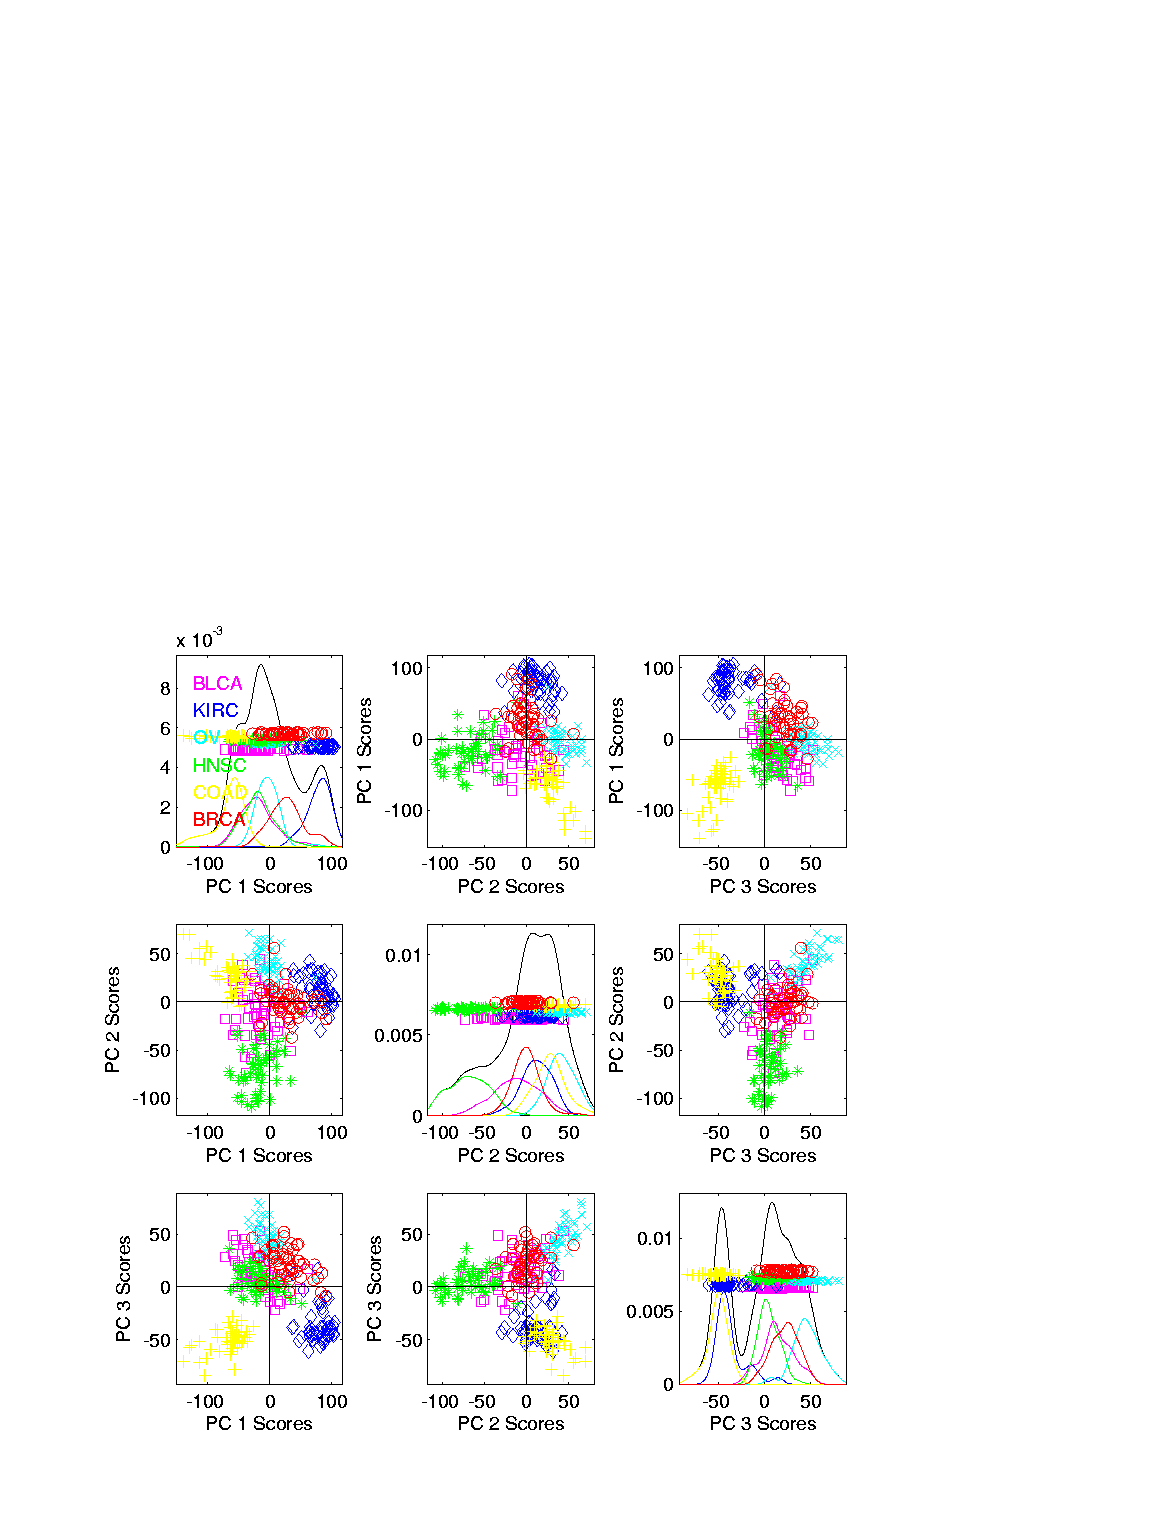 x 10-3
8
6
4
2
0
BLCA
KIRC
OV
HNSC
COAD
BRCA
-100 0 100
PC 1 Scores
100
0
-100
PC 1 Scores
-100 -50 0 50
PC 2 Scores
100
0
-100
PC 1 Scores
-50 0 50
PC 3 Scores
50
0
-50
-100
PC 2 Scores
-100 0 100
PC 1 Scores
0.01
0.005
0
-100 -50 0 50
PC 2 Scores
50
0
-50
-100
PC 2 Scores
-50 0 50
PC 3 Scores
50
0
-50
PC 3 Scores
-100 0 100
PC 1 Scores
50
0
-50
PC 3 Scores
-100 -50 0 50
PC 2 Scores
0.01
0.005
0
-50 0 50
PC 3 Scores